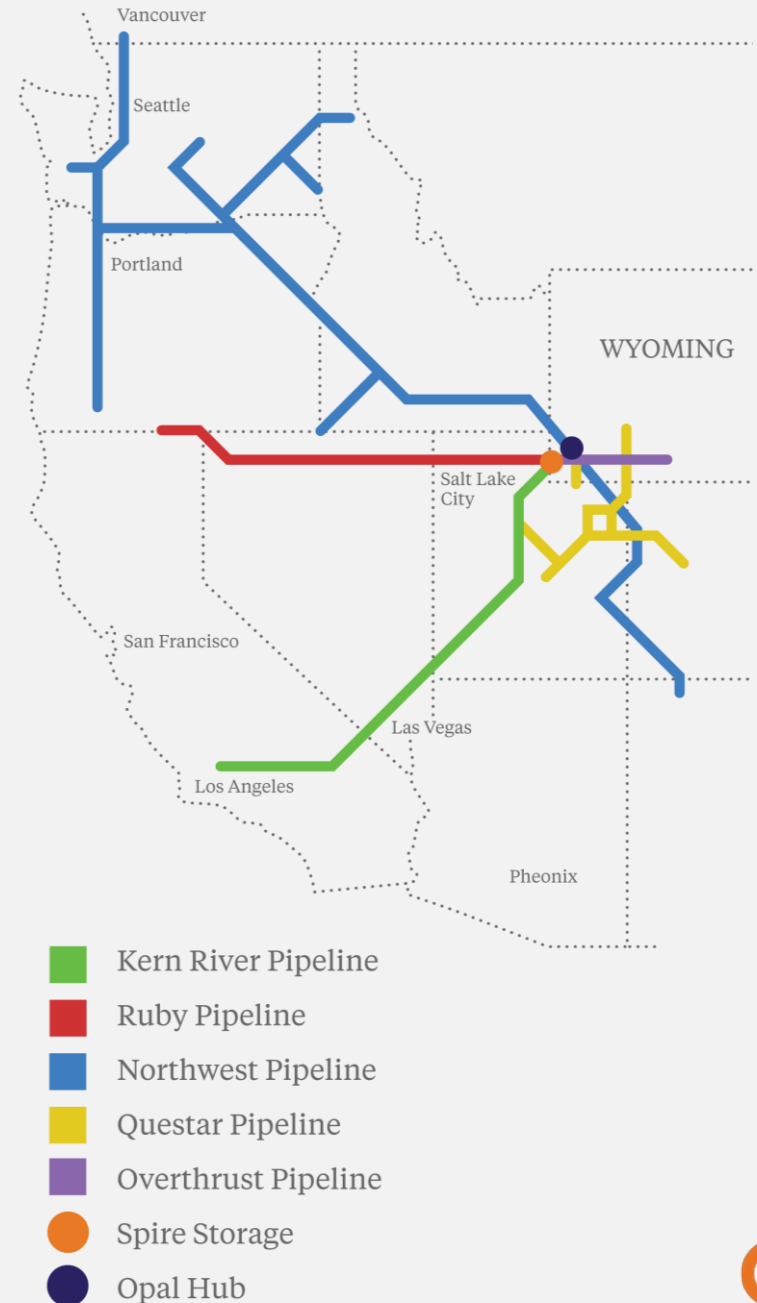 Vancouver
Seattle
Portland
WYOMING
Salt Lake
City
San Francisco
Las Vegas
Los Angeles
Pheonix
Kern River Pipeline
Ruby Pipeline
Northwest Pipeline
Questar Pipeline
Overthrust Pipeline
Spire Storage
Opal Hub